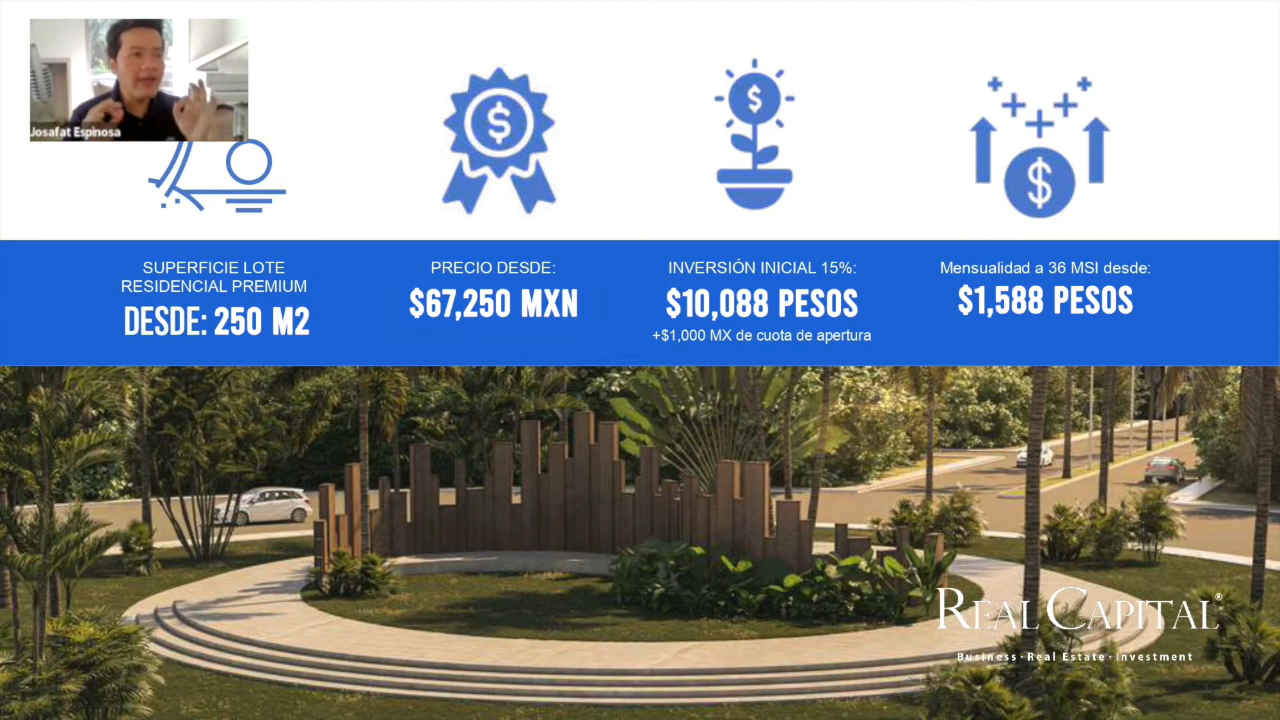 Josafat Espinosa
SUPERFICIE LOTE
RESIDENCIAL PREMIUM
DESDE: 250 M2
PRECIO DESDE:
$67,250 MXN
INVERSIÓN INICIAL 15%:
$10,088 PESOS
+$1,000 MX de cuota de apertura
Mensualidad a 36 MSI desde:
$1,588 PESOS
REAL CAPITAL®
Business · Real Estate · Investment